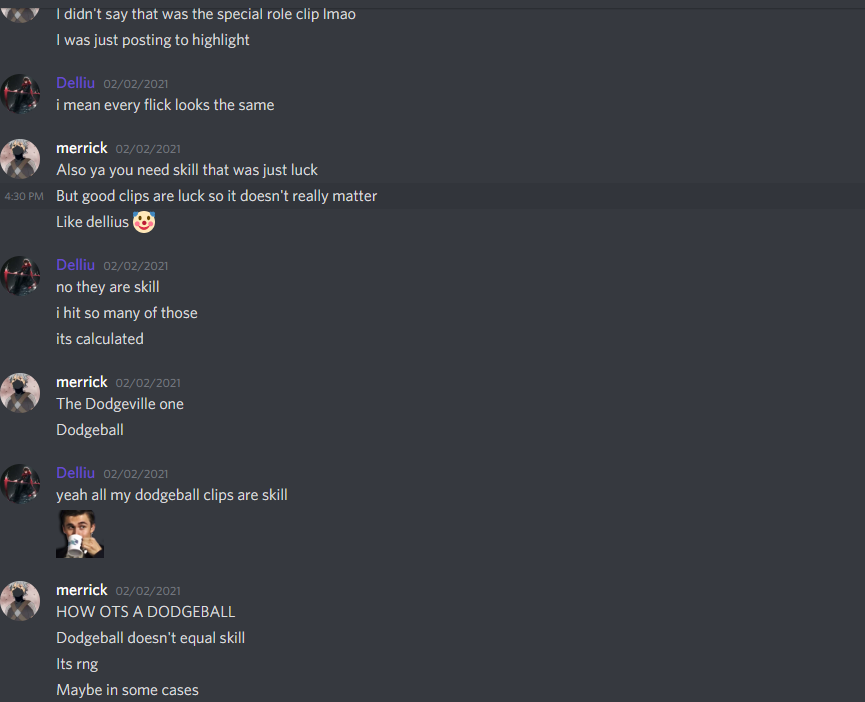 I didn't say that was the special role clip lmao
I was just posting to highlight
Delliu 02/02/2021
i mean every flick looks the same
merrick 02/02/2021
Also ya you need skill that was just luck
4:30 PM But good clips are luck so it doesn't really matter
Like dellius 🤡
Delliu 02/02/2021
no they are skill
i hit so many of those
its calculated
merrick 02/02/2021
The Dodgeville one
Dodgeball
Delliu 02/02/2021
yeah all my dodgeball clips are skill
merrick 02/02/2021
HOW OTS A DODGEBALL
Dodgeball doesn't equal skill
Its rng
Maybe in some cases